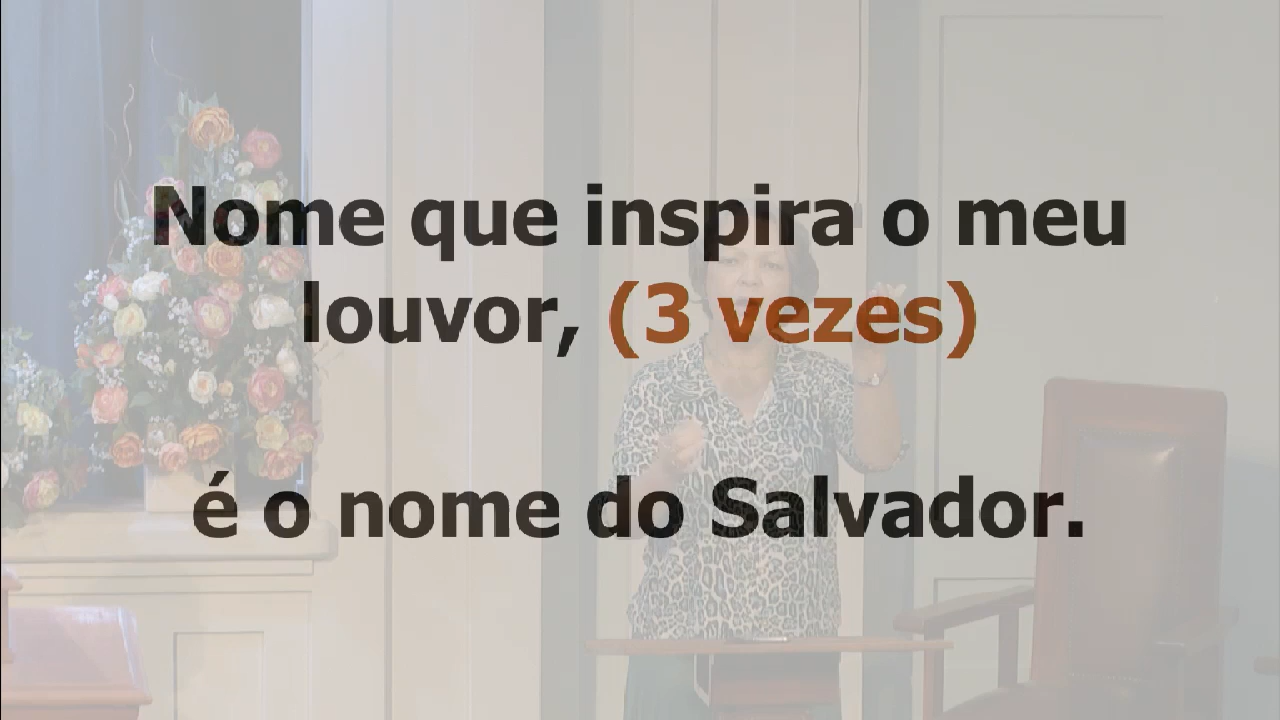 Nome que inspira o meu
louvor, (3 vezes)
é o nome do Salvador.